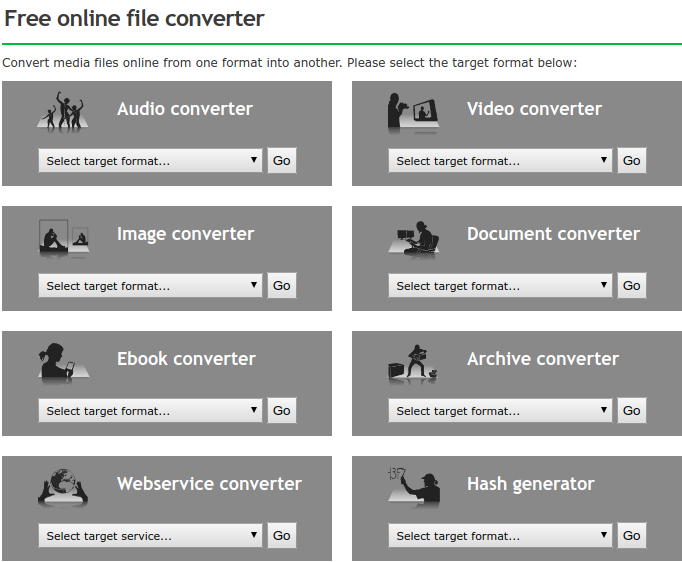 Free online file converter
Convert media files online from one format into another. Please select the target format below:
Audio converter
Select target format...
Go
Video converter
Select target format...
Go
Image converter
Select target format...
Go
Document converter
Select target format...
Go
Ebook converter
Select target format...
Go
Archive converter
Select target format...
Go
Webservice converter
Select target service...
Go
Hash generator
Select target format...
Go